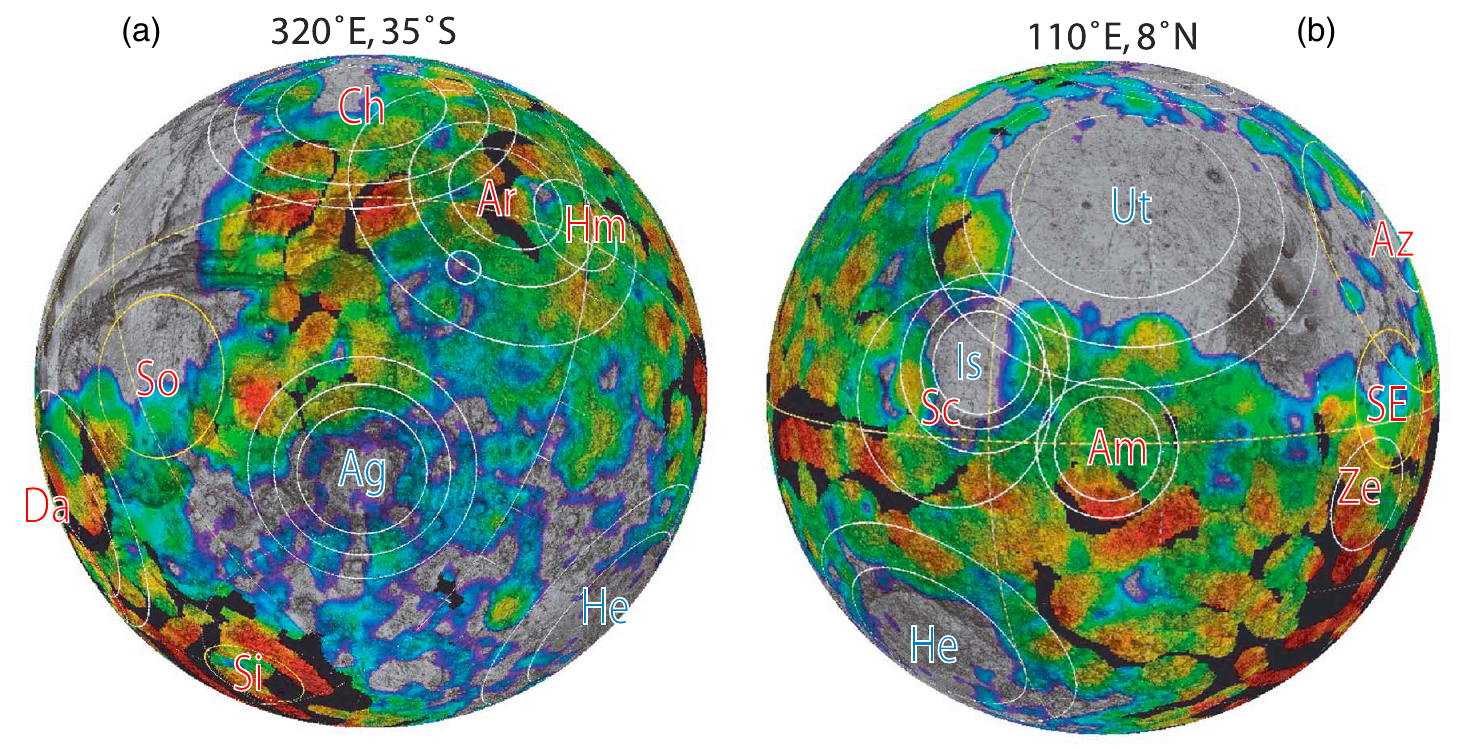 (a) 320˚E, 35˚S
110˚E, 8˚N (b)
Ch
Ar
Hm
So
Ag
Da
He
Si
Ut
Az
Is
Sc
SE
Am
Ze
He